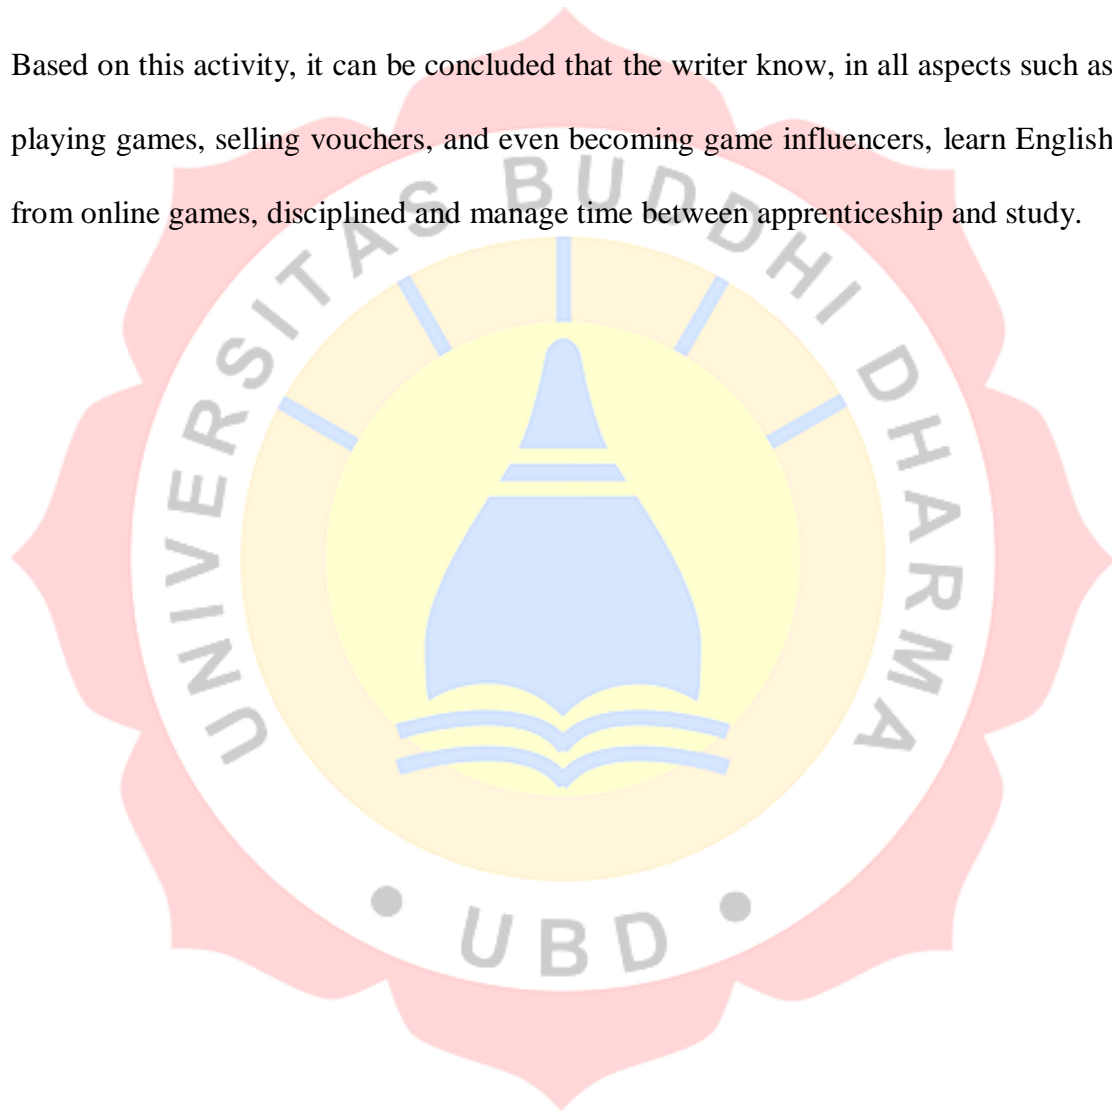 Based on this activity, it can be concluded that the writer know, in all aspects such as
playing games, selling vouchers, and even becoming game influencers, learn English
from online games, disciplined and manage time between apprenticeship and study.
UNIVERSITAS BUDDHI DHARMA
• UBD •